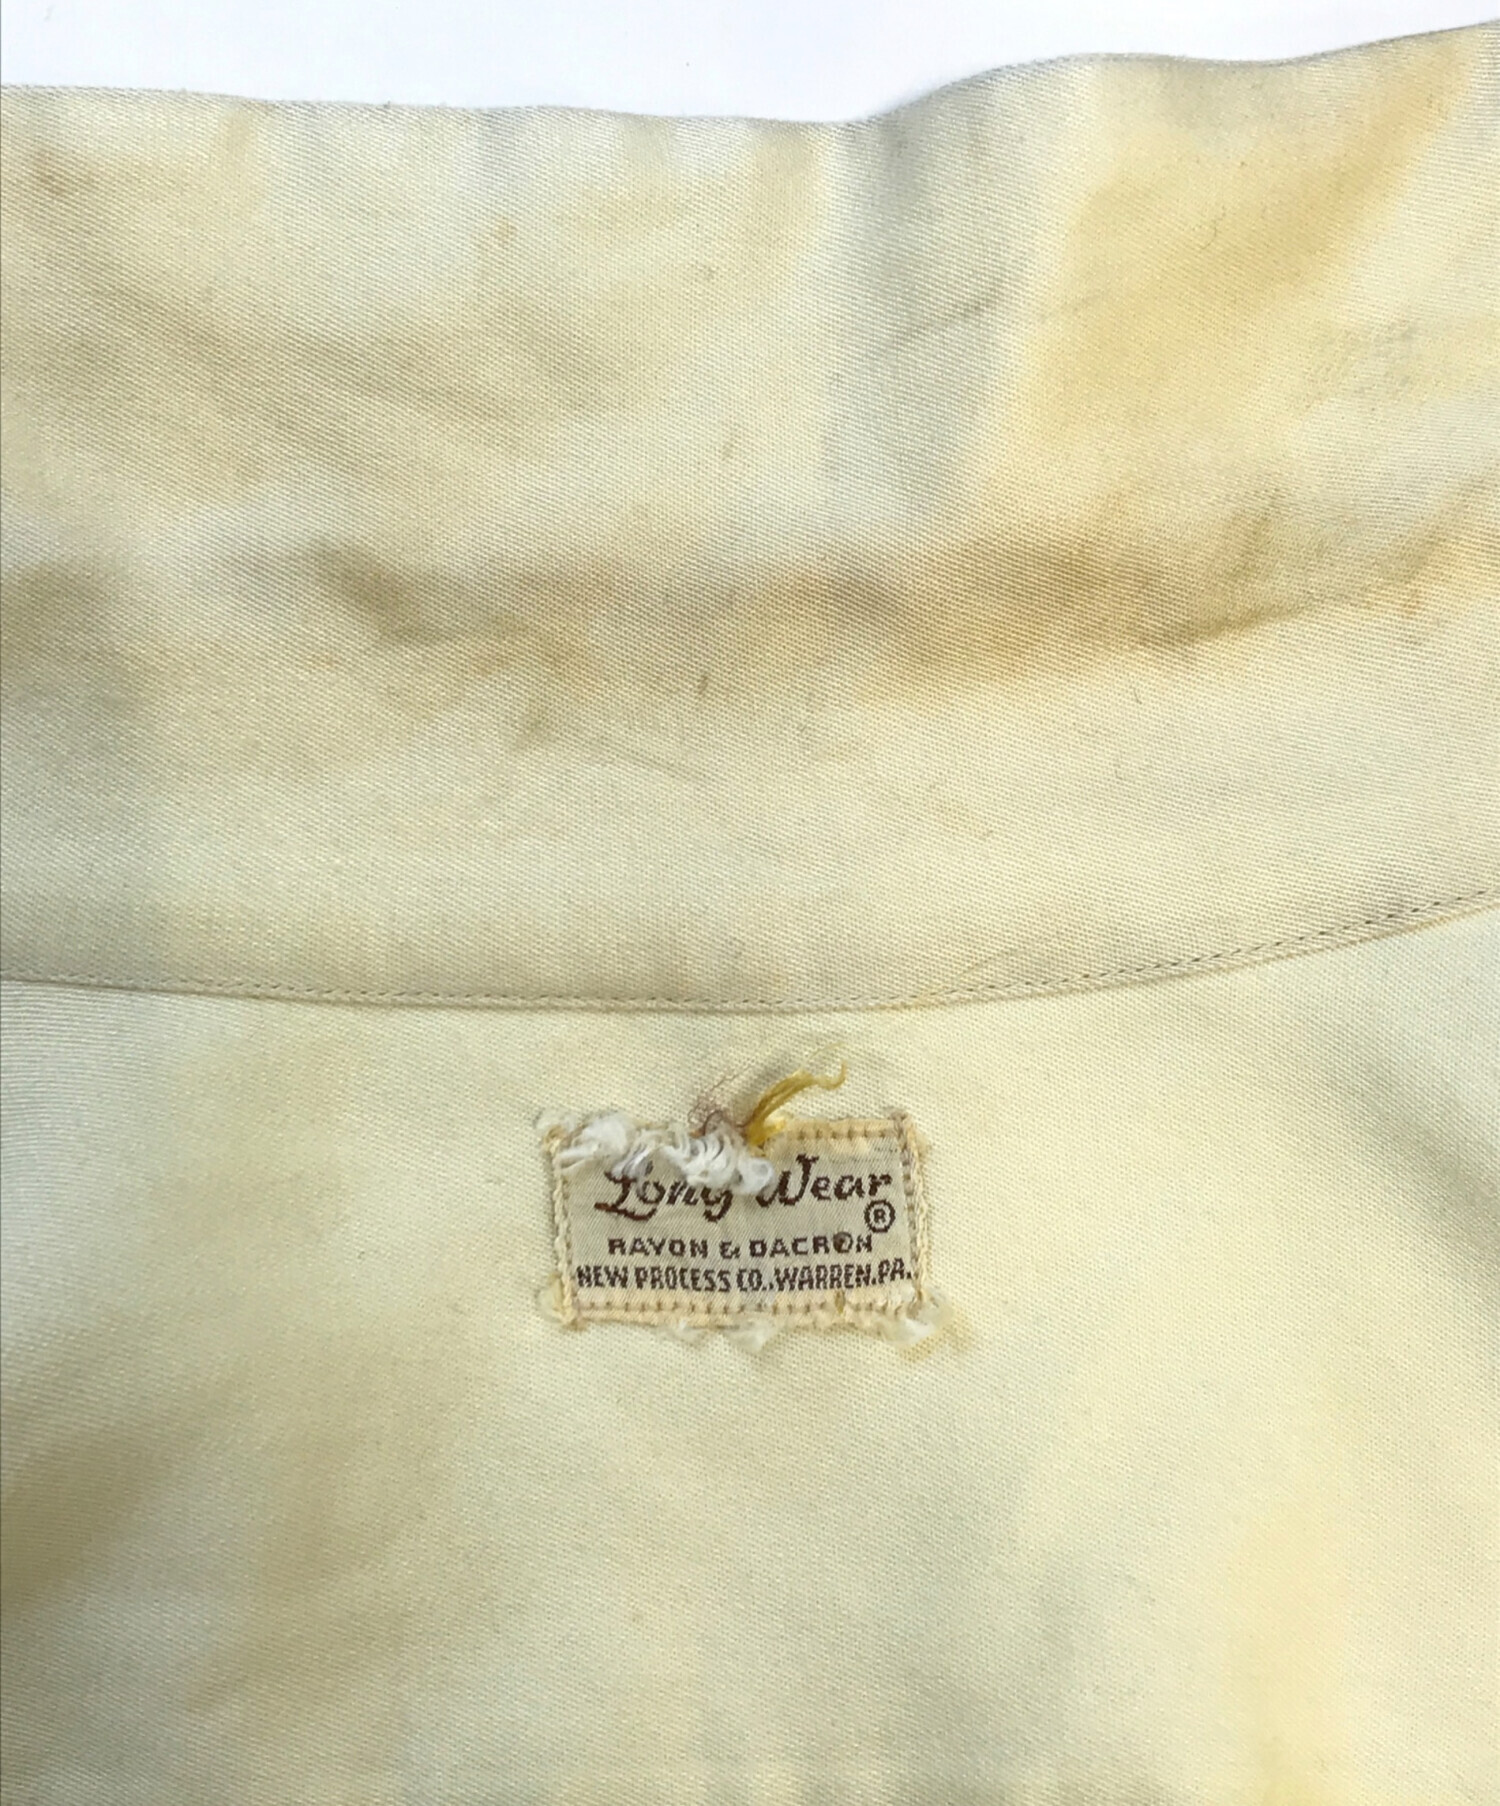 Long Wear
®
RAYON & DACRON
NEW PROCESS CO., WARREN, PA.